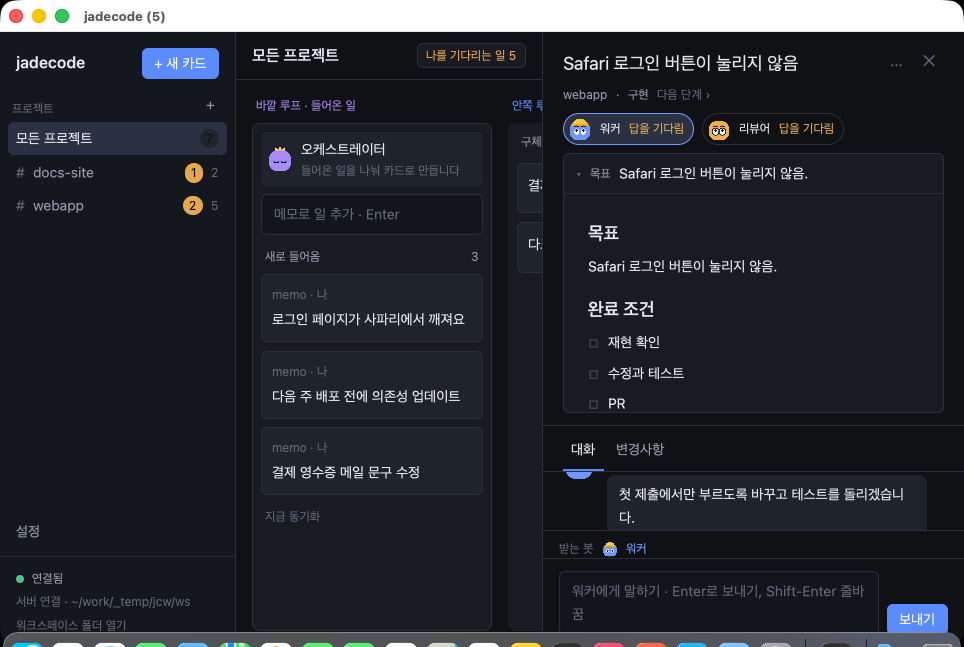 jadecode (5)
jadecode
+ 새 카드
프로젝트
+
모든 프로젝트
7
# docs-site
1 2
# webapp
2 5
설정
연결됨
서버 연결 · ~/work/_temp/jcw/ws
워크스페이스 폴더 열기
모든 프로젝트
나를 기다리는 일 5
바깥 루프 · 들어온 일
오케스트레이터
들어온 일을 나눠 카드로 만듭니다
메모로 일 추가 · Enter
새로 들어옴
3
memo · 나
로그인 페이지가 사파리에서 깨져요
memo · 나
다음 주 배포 전에 의존성 업데이트
memo · 나
결제 영수증 메일 문구 수정
지금 동기화
안쪽
구체
Safari 로그인 버튼이 눌리지 않음
...
webapp · 구현 다음 단계 ›
워커 답을 기다림
리뷰어 답을 기다림
목표 Safari 로그인 버튼이 눌리지 않음.
목표
Safari 로그인 버튼이 눌리지 않음.
완료 조건
재현 확인
수정과 테스트
PR
대화
변경사항
첫 제출에서만 부르도록 바꾸고 테스트를 돌리겠습니
다.
받는 봇 워커
워커에게 말하기 · Enter로 보내기, Shift-Enter 줄바
꿈
보내기